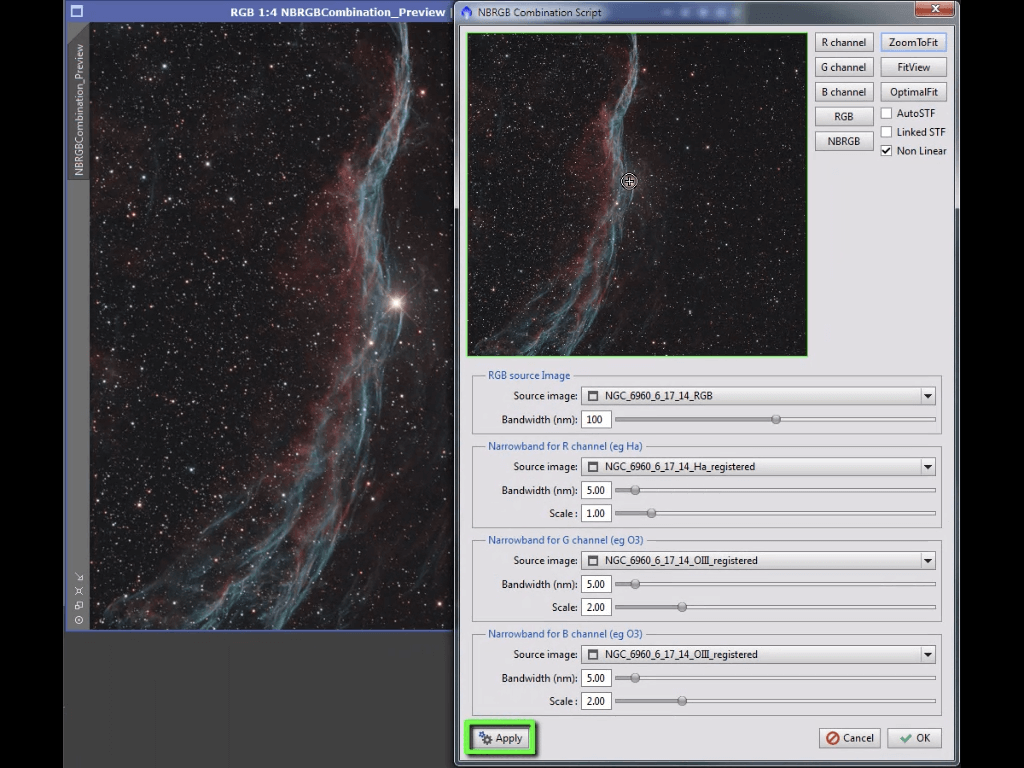 RGB 1:4 NBRGBCombination_Preview
NBRGBCombination_Preview
NBRGB Combination Script
R channel
ZoomToFit
G channel
FitView
B channel
OptimalFit
RGB
AutoSTF
Linked STF
NBRGB
Non Linear
RGB source Image
Source image: NGC_6960_6_17_14_RGB
Bandwidth (nm): 100
Narrowband for R channel (eg Ha)
Source image: NGC_6960_6_17_14_Ha_registered
Bandwidth (nm): 5.00
Scale : 1.00
Narrowband for G channel (eg O3)
Source image: NGC_6960_6_17_14_OIII_registered
Bandwidth (nm): 5.00
Scale: 2.00
Narrowband for B channel (eg O3)
Source image: NGC_6960_6_17_14_OIII_registered
Bandwidth (nm): 5.00
Scale : 2.00
Apply
Cancel
OK